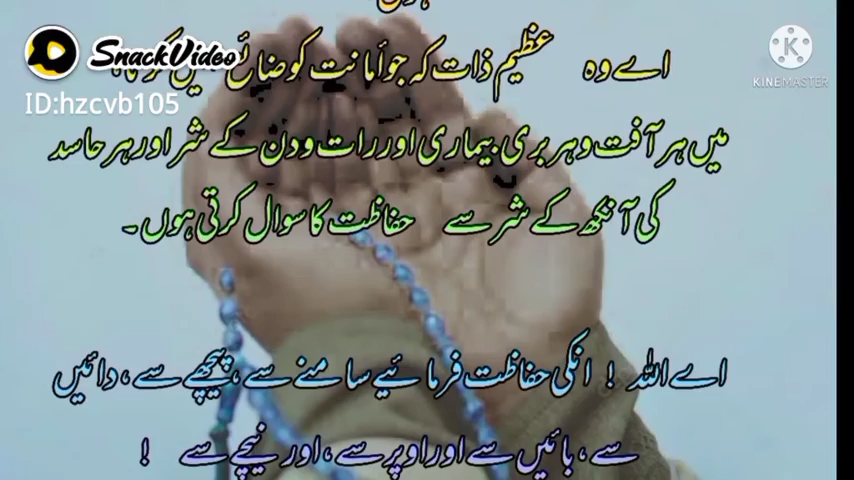 SnackVideo
ID:hzcvb105
KINEMASTER
اے وہ عظیم ذات کہ جو أمانت کو ضائع
میں ہر آفت و ہر بری بیماری اور رات و دن کے شر اور ہر حاسد
کی آنکھ کے شر سے حفاظت کا سوال کرتی ہوں۔
اے اللہ ! انکی حفاظت فرمائیے سامنے سے ،پیچھے سے ،دائیں
سے ،بائیں سے اور اوپر سے ،اور نیچے سے !